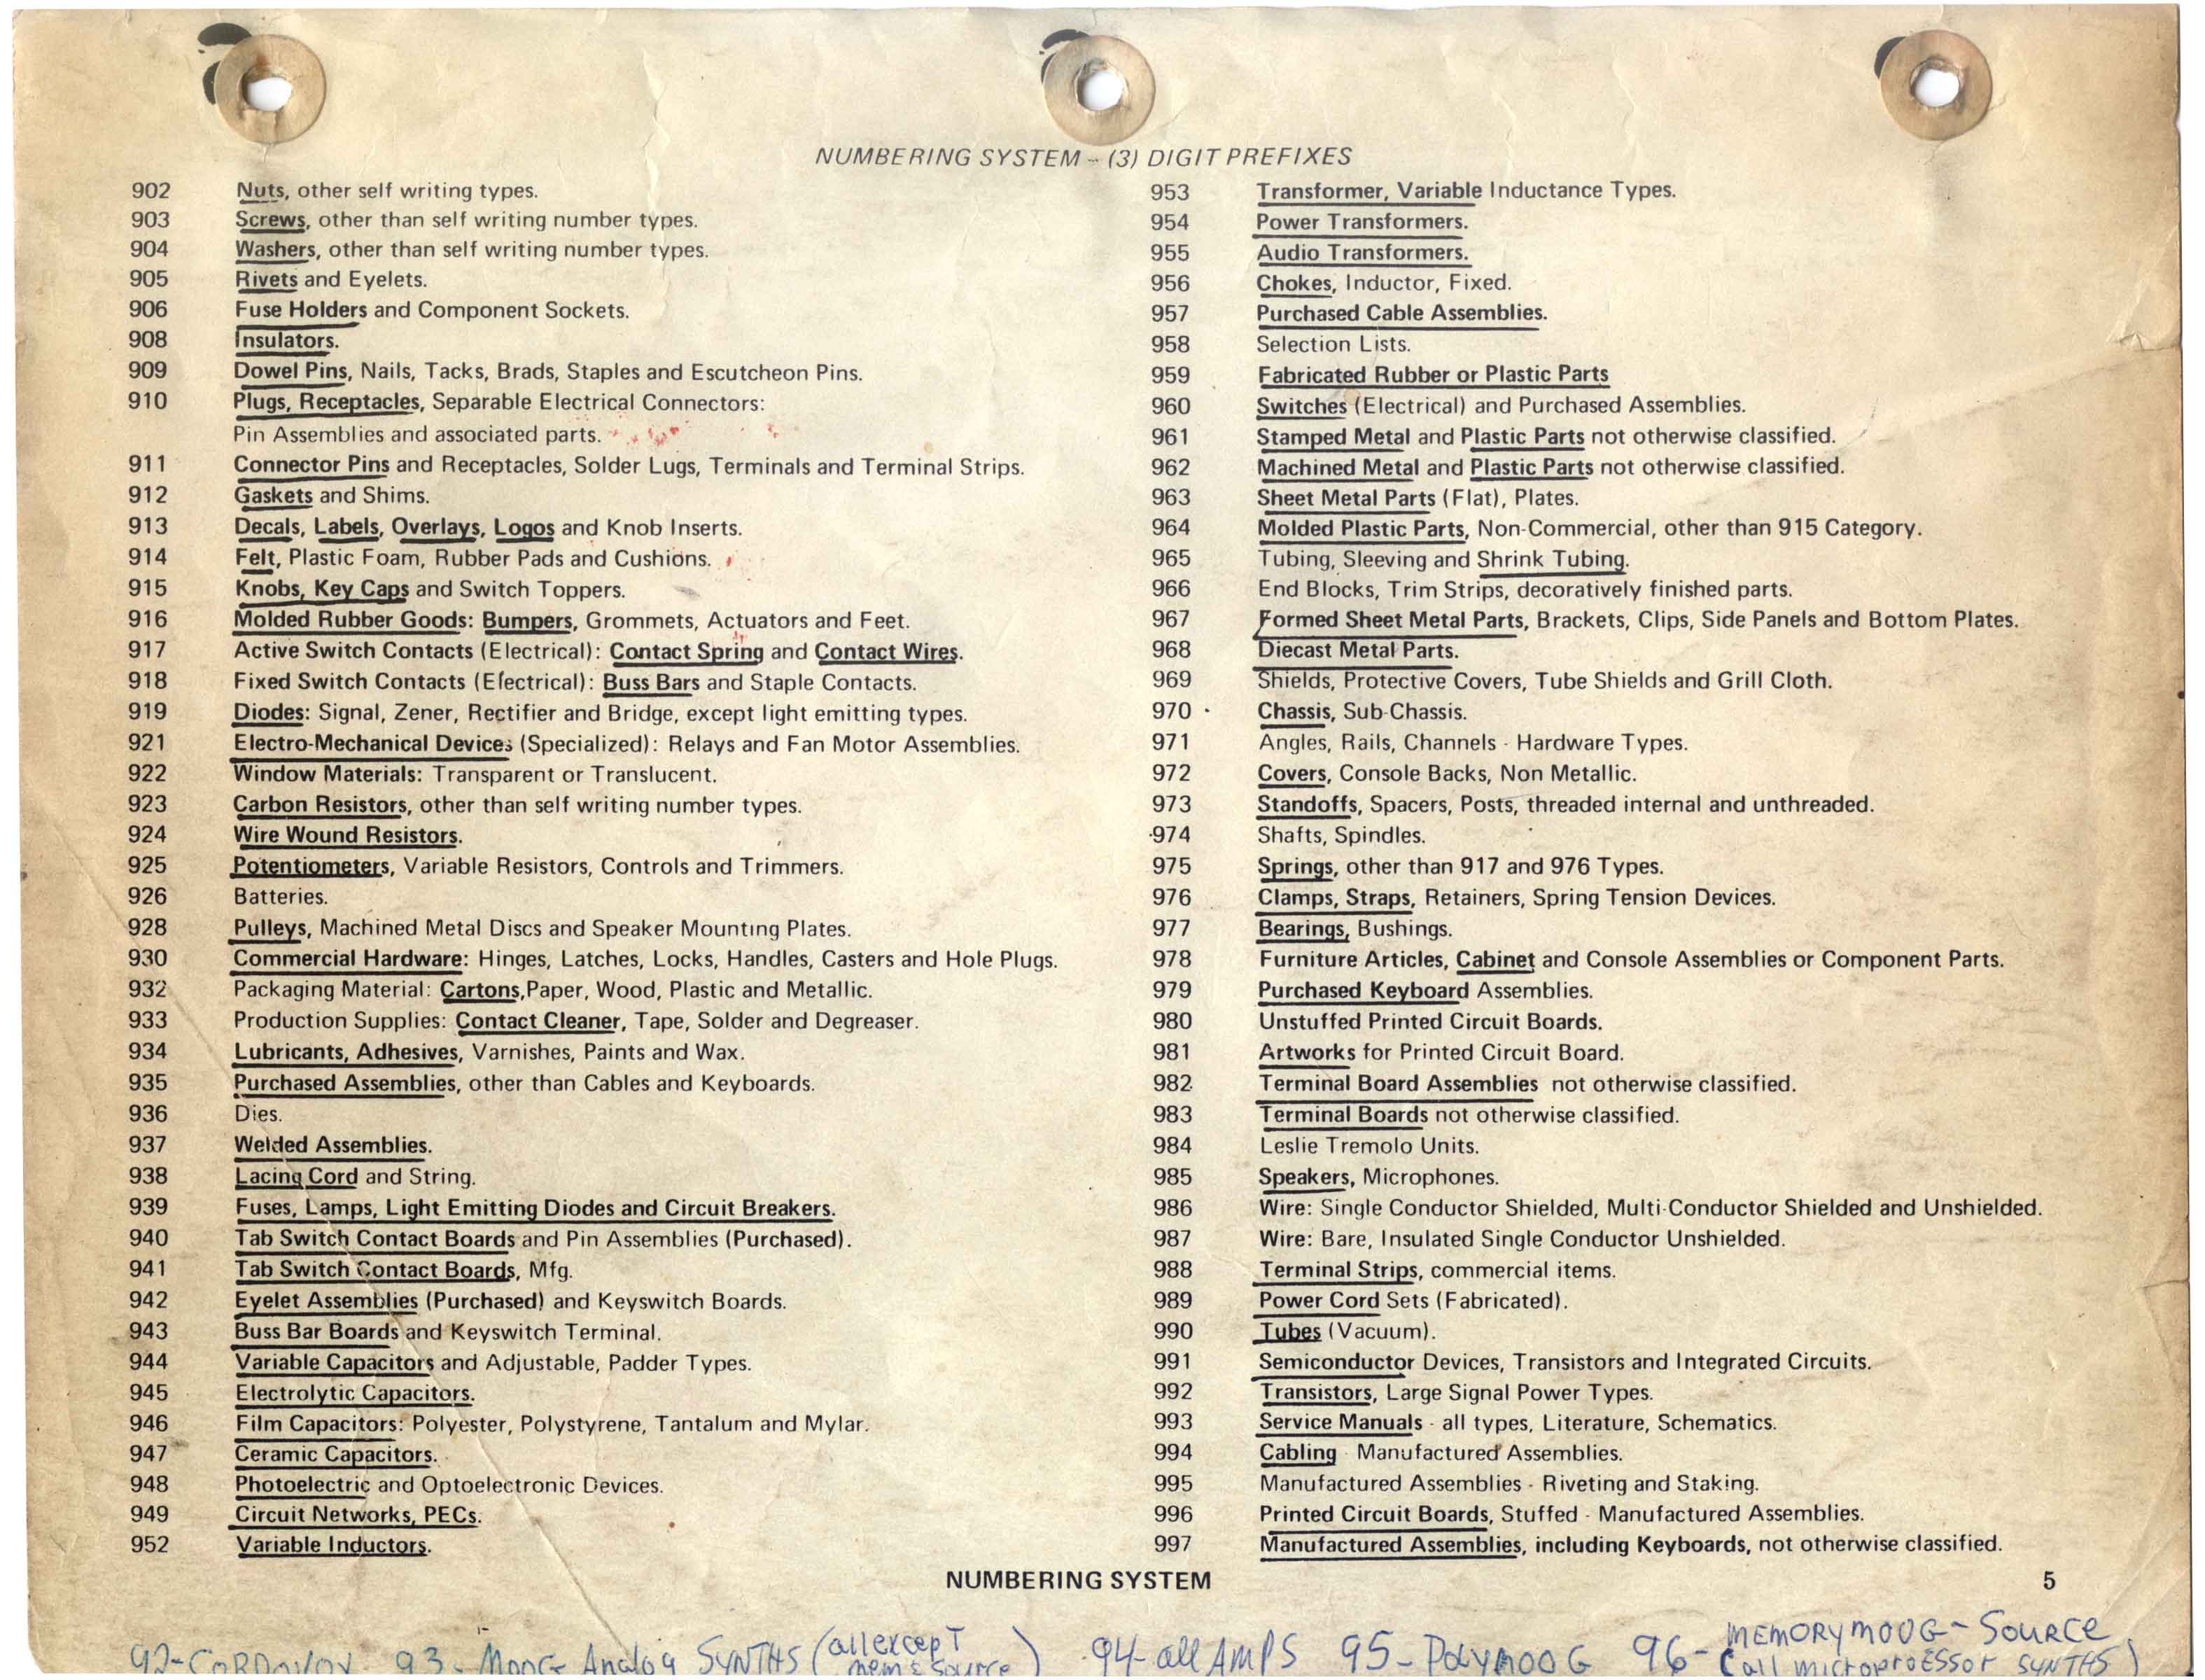 NUMBERING SYSTEM - (3) DIGIT PREFIXES
902 Nuts, other self writing types.
903 Screws, other than self writing number types.
904 Washers, other than self writing number types.
905 Rivets and Eyelets.
906 Fuse Holders and Component Sockets.
908 Insulators.
909 Dowel Pins, Nails, Tacks, Brads, Staples and Escutcheon Pins.
910 Plugs, Receptacles, Separable Electrical Connectors:
Pin Assemblies and associated parts.
911 Connector Pins and Receptacles, Solder Lugs, Terminals and Terminal Strips.
912 Gaskets and Shims.
913 Decals, Labels, Overlays, Logos and Knob Inserts.
914 Felt, Plastic Foam, Rubber Pads and Cushions.
915 Knobs, Key Caps and Switch Toppers.
916 Molded Rubber Goods: Bumpers, Grommets, Actuators and Feet.
917 Active Switch Contacts (Electrical): Contact Spring and Contact Wires.
918 Fixed Switch Contacts (Electrical): Buss Bars and Staple Contacts.
919 Diodes: Signal, Zener, Rectifier and Bridge, except light emitting types.
921 Electro-Mechanical Devices (Specialized): Relays and Fan Motor Assemblies.
922 Window Materials: Transparent or Translucent.
923 Carbon Resistors, other than self writing number types.
924 Wire Wound Resistors.
925 Potentiometers, Variable Resistors, Controls and Trimmers.
926 Batteries.
928 Pulleys, Machined Metal Discs and Speaker Mounting Plates.
930 Commercial Hardware: Hinges, Latches, Locks, Handles, Casters and Hole Plugs.
932 Packaging Material: Cartons,Paper, Wood, Plastic and Metallic.
933 Production Supplies: Contact Cleaner, Tape, Solder and Degreaser.
934 Lubricants, Adhesives, Varnishes, Paints and Wax.
935 Purchased Assemblies, other than Cables and Keyboards.
936 Dies.
937 Welded Assemblies.
938 Lacing Cord and String.
939 Fuses, Lamps, Light Emitting Diodes and Circuit Breakers.
940 Tab Switch Contact Boards and Pin Assemblies (Purchased).
941 Tab Switch Contact Boards, Mfg.
942 Eyelet Assemblies (Purchased) and Keyswitch Boards.
943 Buss Bar Boards and Keyswitch Terminal.
944 Variable Capacitors and Adjustable, Padder Types.
945 Electrolytic Capacitors.
946 Film Capacitors: Polyester, Polystyrene, Tantalum and Mylar.
947 Ceramic Capacitors.
948 Photoelectric and Optoelectronic Devices.
949 Circuit Networks, PECs.
952 Variable Inductors.
953 Transformer, Variable Inductance Types.
954 Power Transformers.
955 Audio Transformers.
956 Chokes, Inductor, Fixed.
957 Purchased Cable Assemblies.
958 Selection Lists.
959 Fabricated Rubber or Plastic Parts
960 Switches (Electrical) and Purchased Assemblies.
961 Stamped Metal and Plastic Parts not otherwise classified.
962 Machined Metal and Plastic Parts not otherwise classified.
963 Sheet Metal Parts (Flat), Plates.
964 Molded Plastic Parts, Non-Commercial, other than 915 Category.
965 Tubing, Sleeving and Shrink Tubing.
966 End Blocks, Trim Strips, decoratively finished parts.
967 Formed Sheet Metal Parts, Brackets, Clips, Side Panels and Bottom Plates.
968 Diecast Metal Parts.
969 Shields, Protective Covers, Tube Shields and Grill Cloth.
970 Chassis, Sub-Chassis.
971 Angles, Rails, Channels - Hardware Types.
972 Covers, Console Backs, Non Metallic.
973 Standoffs, Spacers, Posts, threaded internal and unthreaded.
974 Shafts, Spindles.
975 Springs, other than 917 and 976 Types.
976 Clamps, Straps, Retainers, Spring Tension Devices.
977 Bearings, Bushings.
978 Furniture Articles, Cabinet and Console Assemblies or Component Parts.
979 Purchased Keyboard Assemblies.
980 Unstuffed Printed Circuit Boards.
981 Artworks for Printed Circuit Board.
982 Terminal Board Assemblies not otherwise classified.
983 Terminal Boards not otherwise classified.
984 Leslie Tremolo Units.
985 Speakers, Microphones.
986 Wire: Single Conductor Shielded, Multi-Conductor Shielded and Unshielded.
987 Wire: Bare, Insulated Single Conductor Unshielded.
988 Terminal Strips, commercial items.
989 Power Cord Sets (Fabricated).
990 Tubes (Vacuum).
991 Semiconductor Devices, Transistors and Integrated Circuits.
992 Transistors, Large Signal Power Types.
993 Service Manuals - all types, Literature, Schematics.
994 Cabling - Manufactured Assemblies.
995 Manufactured Assemblies - Riveting and Staking.
996 Printed Circuit Boards, Stuffed - Manufactured Assemblies.
997 Manufactured Assemblies, including Keyboards, not otherwise classified.
NUMBERING SYSTEM 5
92-CORDOVOX 93-MOOG Analog SYNTHS (all except mem & source) 94-all AMPS 95-Polymoog 96-MEMORYMOOG-SOURCE
(all microproEssor SYNTHS)